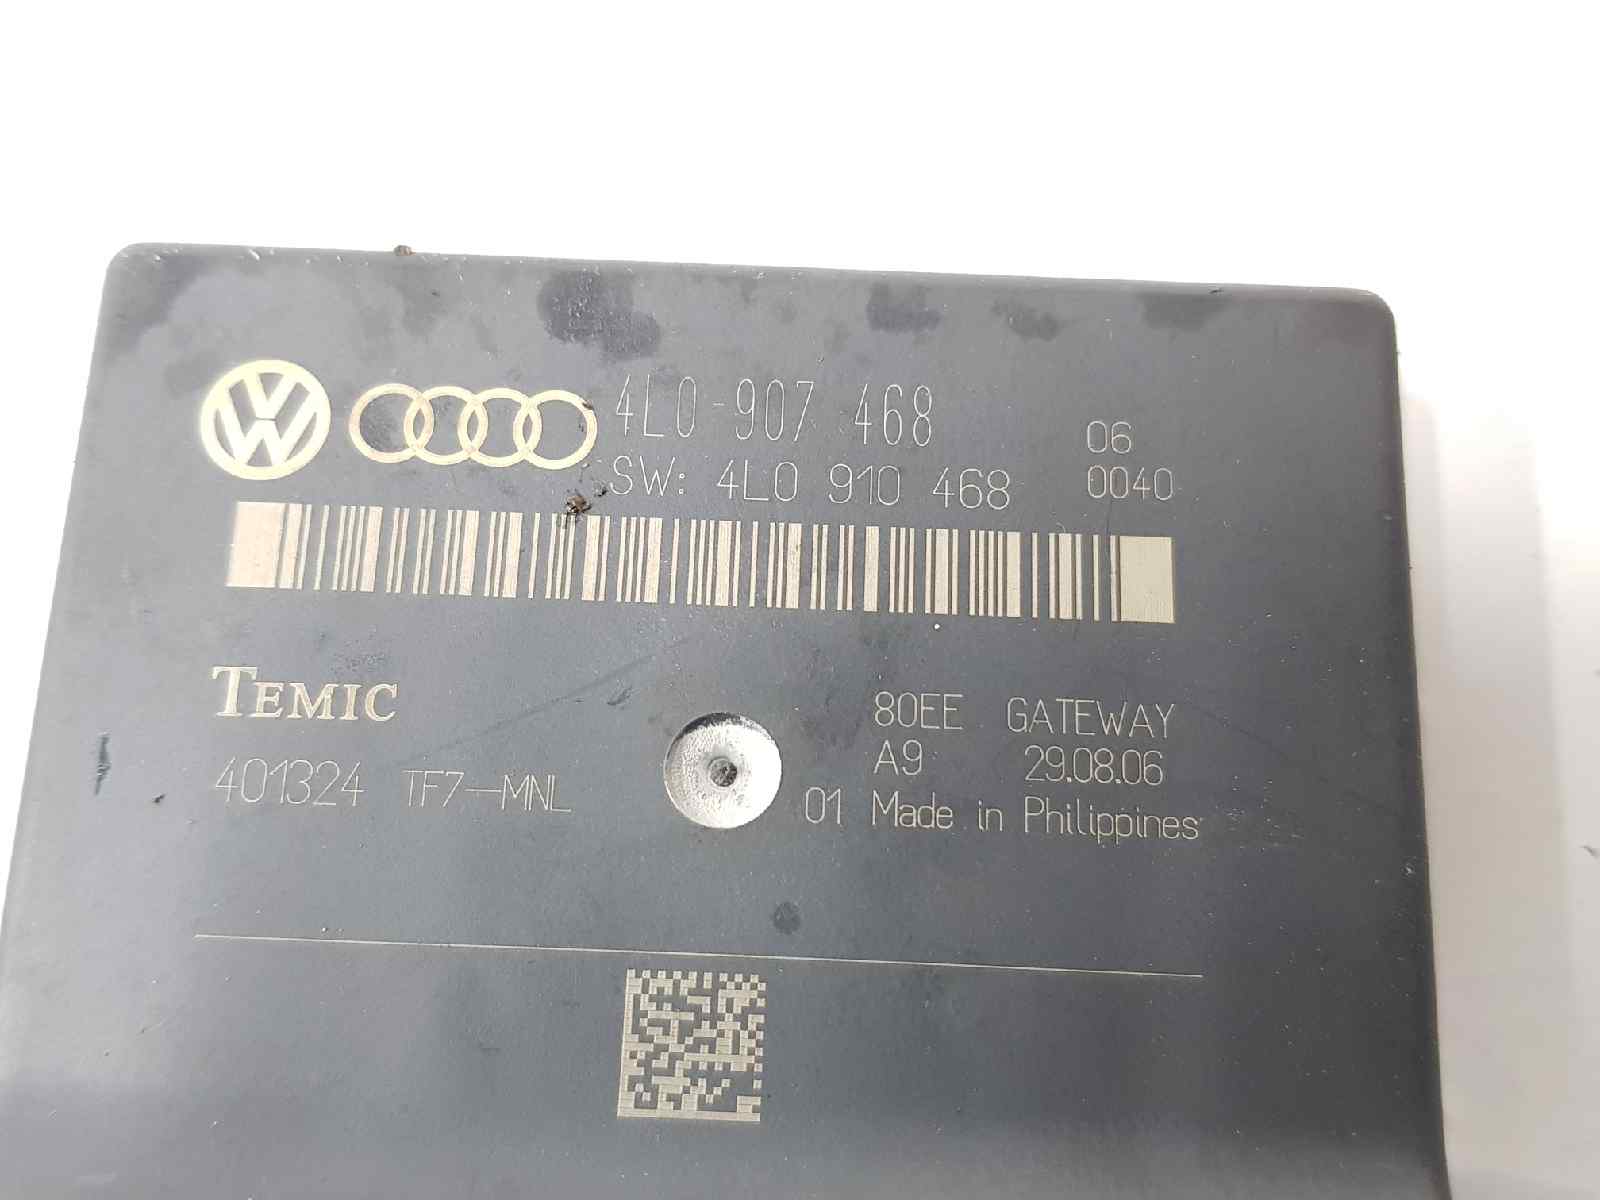 4L0 907 468 06
SW: 4L0 910 468 0040
TEMIC
80EE GATEWAY
A9 29.08.06
401324 TF7-MNL
01 Made in Philippines